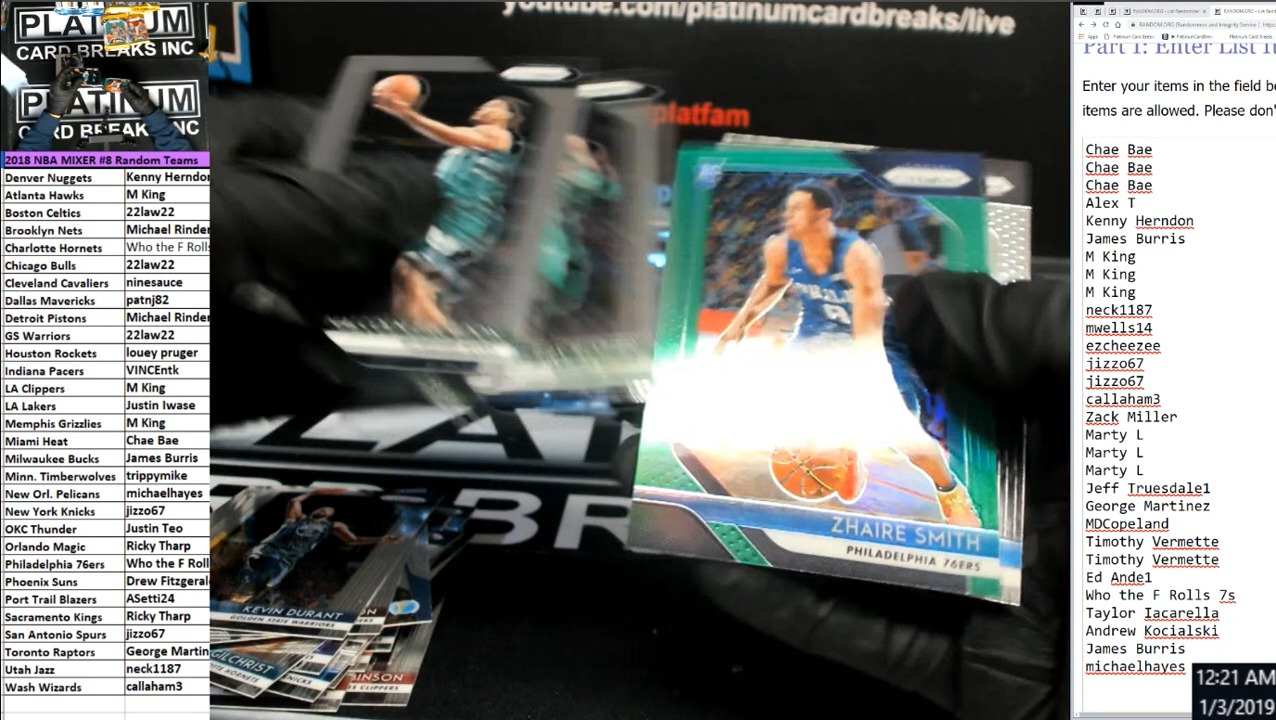 youtube.com/platinumcardbreaks/live
platfam
PLATINUM
CARD BREAKS INC
PLATINUM
CARD BREAKS INC
2018 NBA MIXER #8 Random Teams
Denver Nuggets Kenny Herndon
Atlanta Hawks M King
Boston Celtics 22law22
Brooklyn Nets Michael Rinder
Charlotte Hornets Who the F Rolls
Chicago Bulls 22law22
Cleveland Cavaliers ninesauce
Dallas Mavericks patnj82
Detroit Pistons Michael Rinder
GS Warriors 22law22
Houston Rockets louey pruger
Indiana Pacers VINCEntk
LA Clippers M King
LA Lakers Justin Iwase
Memphis Grizzlies M King
Miami Heat Chae Bae
Milwaukee Bucks James Burris
Minn. Timberwolves trippymike
New Orl. Pelicans michaelhayes
New York Knicks jizzo67
OKC Thunder Justin Teo
Orlando Magic Ricky Tharp
Philadelphia 76ers Who the F Roll
Phoenix Suns Drew Fitzgeral
Port Trail Blazers ASetti24
Sacramento Kings Ricky Tharp
San Antonio Spurs jizzo67
Toronto Raptors George Martin
Utah Jazz neck1187
Wash Wizards callaham3
ZHAIRE SMITH
PHILADELPHIA 76ERS
KEVIN DURANT
GOLDEN STATE WARRIORS
GILCHRIST
HORNETS
KNICKS
CLIPPERS
Part 1: Enter List It
Enter your items in the field be
items are allowed. Please don'
Chae Bae
Chae Bae
Chae Bae
Alex T
Kenny Herndon
James Burris
M King
M King
M King
neck1187
mwells14
ezcheezee
jizzo67
jizzo67
callaham3
Zack Miller
Marty L
Marty L
Marty L
Jeff Truesdale1
George Martinez
MDCopeland
Timothy Vermette
Timothy Vermette
Ed Ande1
Who the F Rolls 7s
Taylor Iacarella
Andrew Kocialski
James Burris
michaelhayes
12:21 AM
1/3/2019